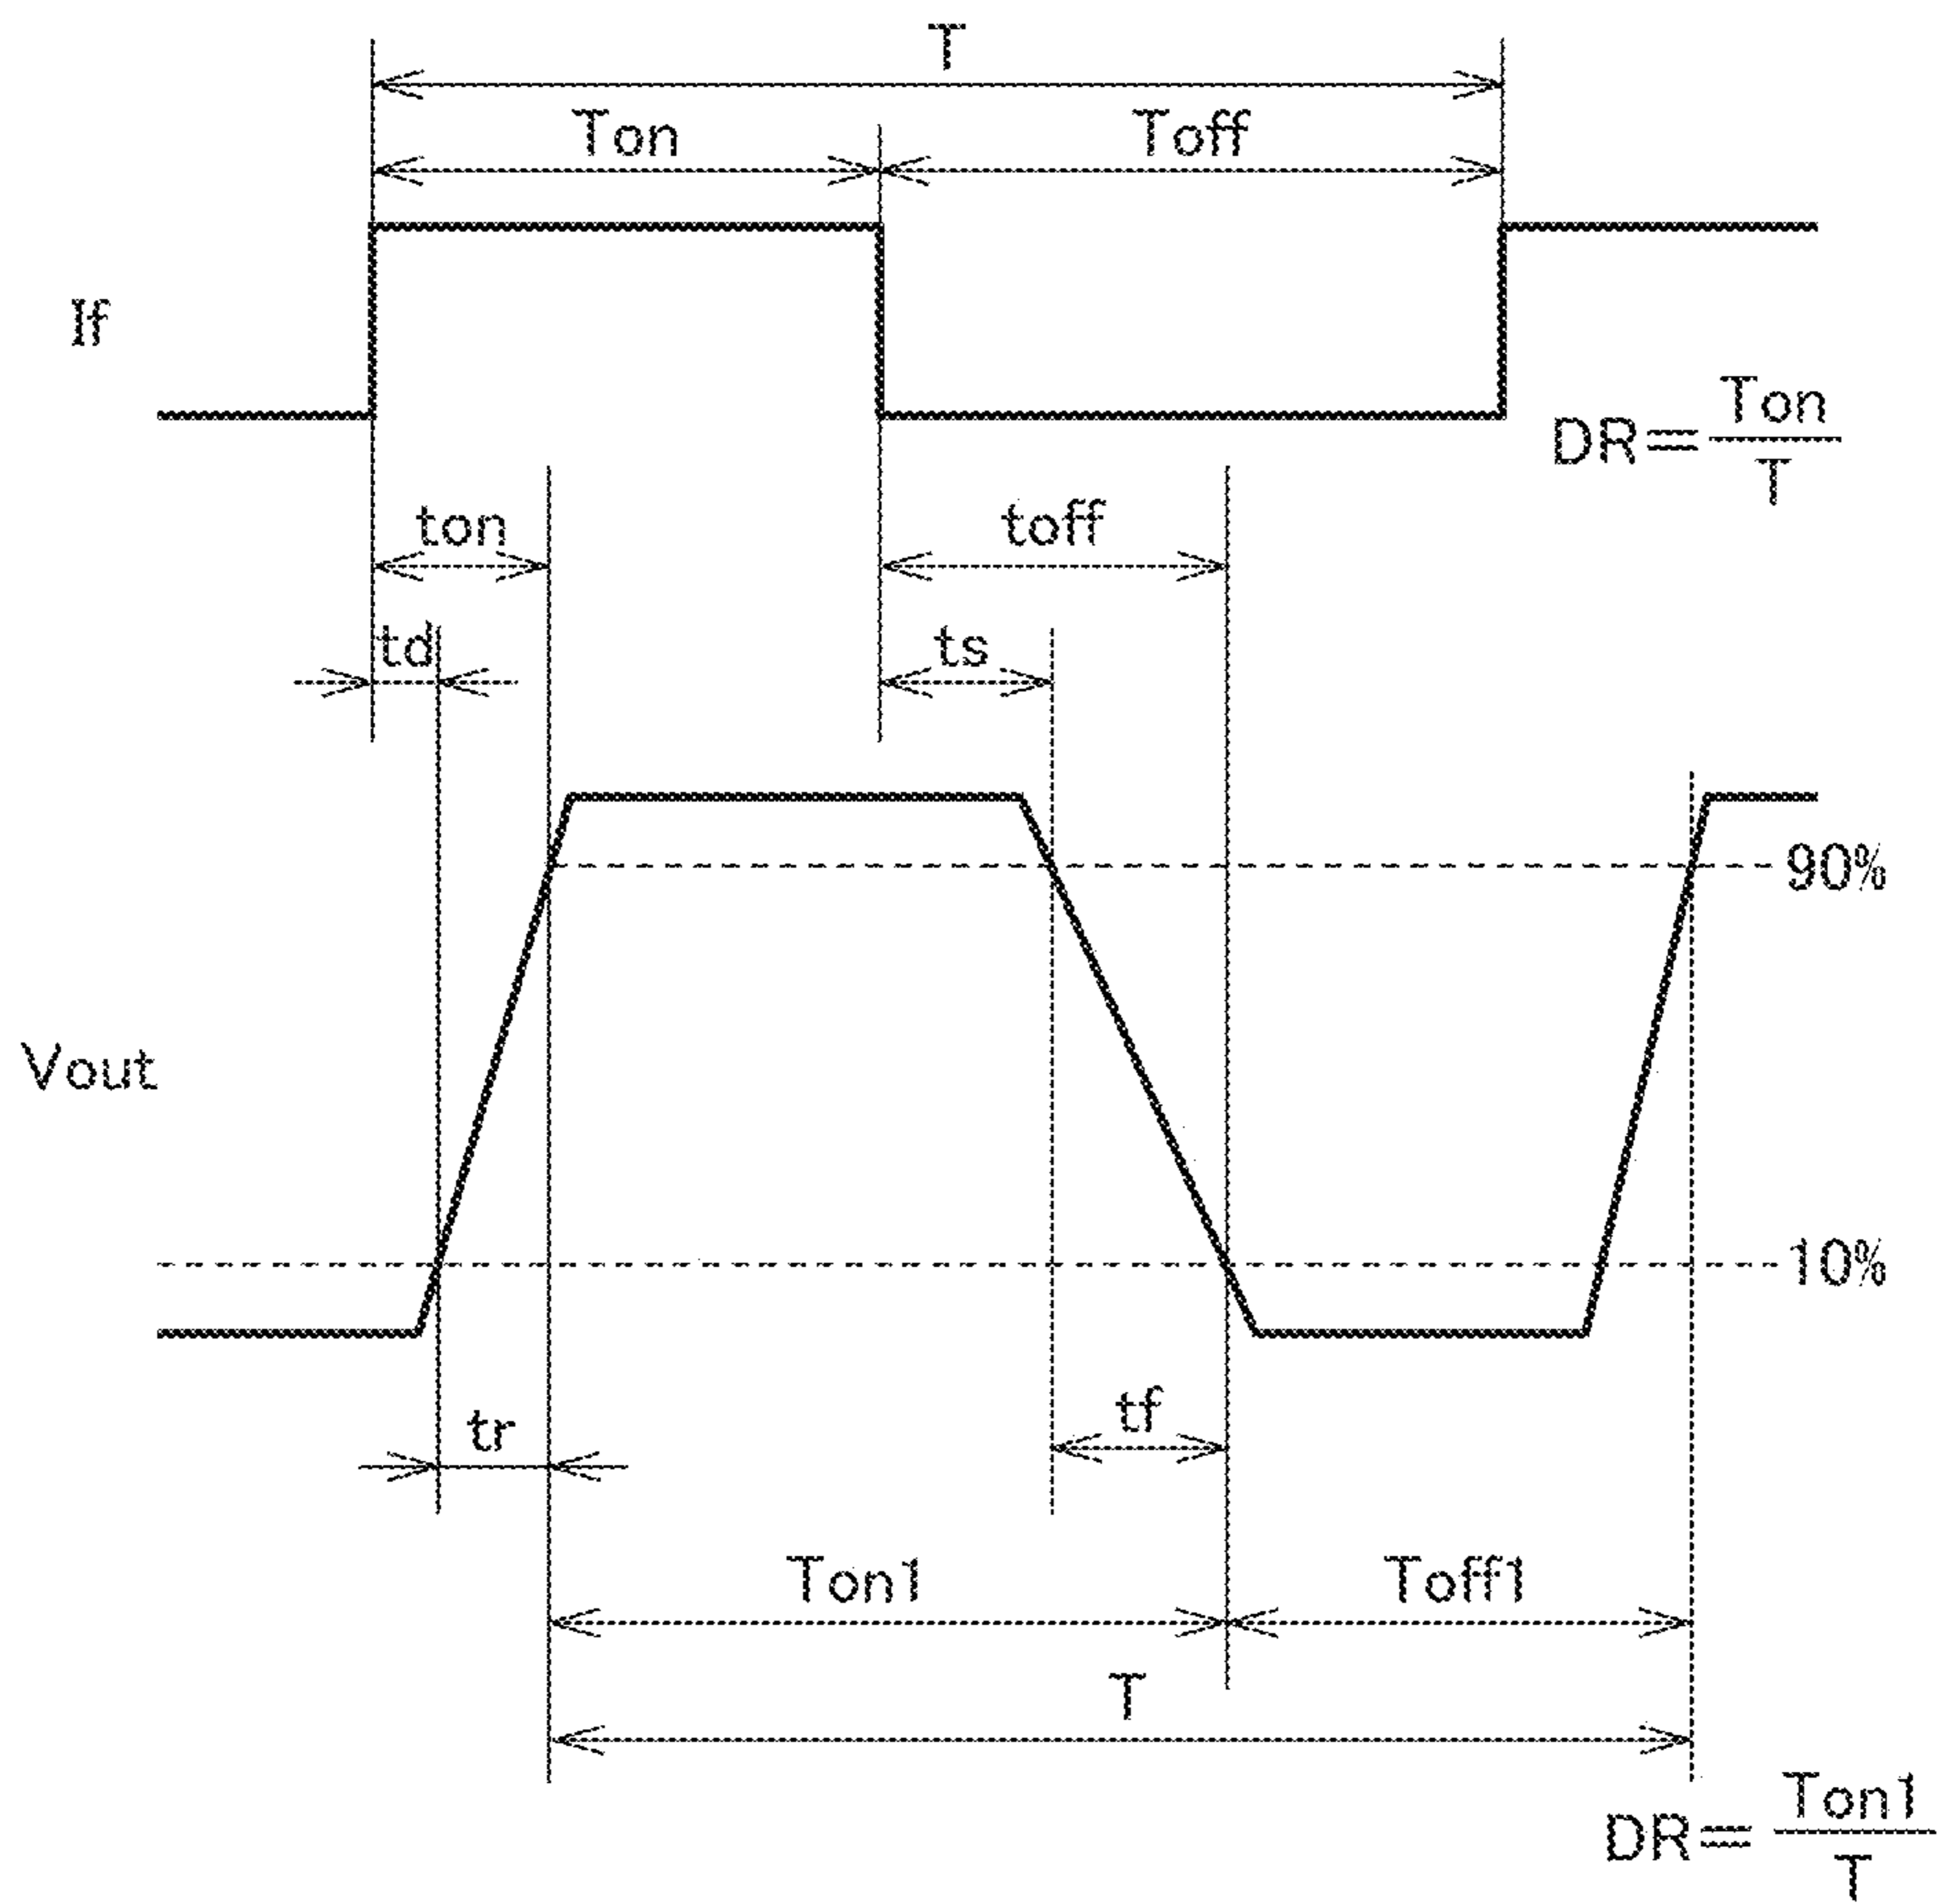 T
Ton Toff
If
DR=Ton/T
ton toff
td ts
90%
Vout
10%
tr tf
Ton1 Toff1
T
DR=Ton1/T